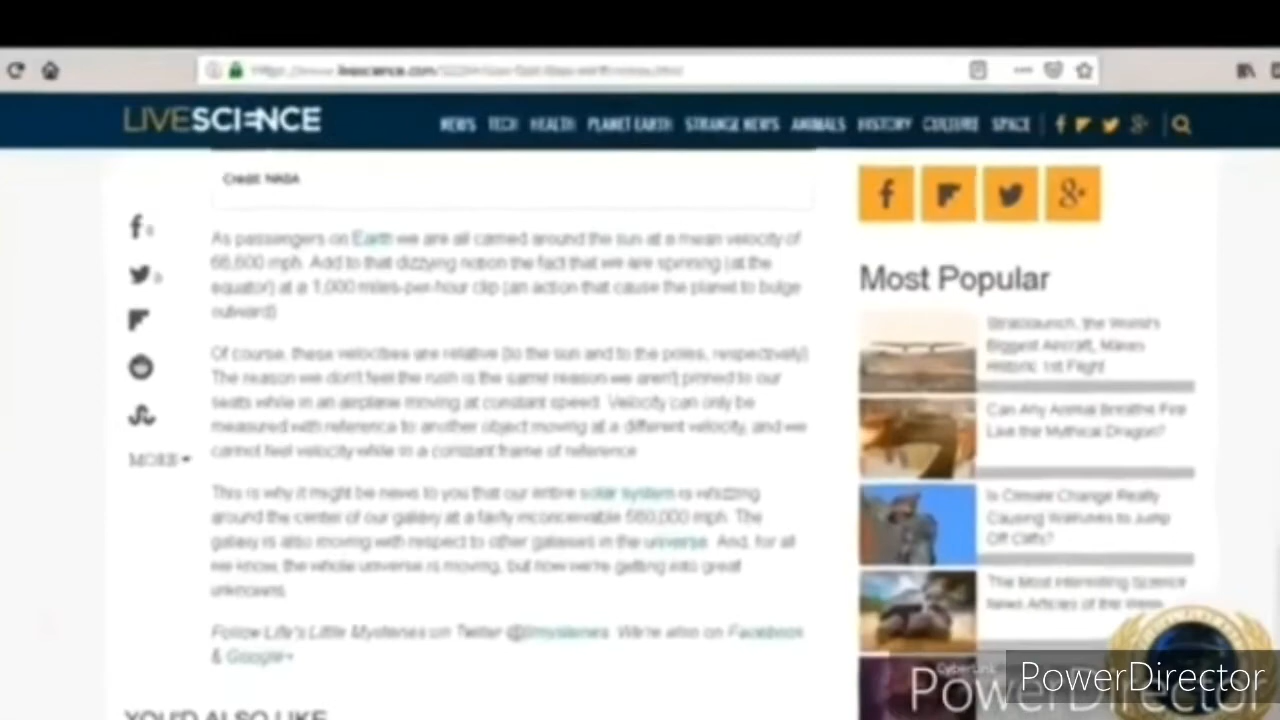 LIVESCIENCE
NEWS TECH HEALTH PLANET EARTH STRANGE NEWS ANIMALS HISTORY CULTURE SPACE
Credit: NASA
As passengers on Earth we are all carried around the sun at a mean velocity of
66,600 mph. Add to that dizzying notion the fact that we are spinning (at the
equator) at a 1,000 miles-per-hour clip (an action that cause the planet to bulge
outward).
Of course, these velocities are relative (to the sun and to the poles, respectively).
The reason we don't feel the rush is the same reason we aren't pinned to our
seats while in an airplane moving at constant speed. Velocity can only be
measured with reference to another object moving at a different velocity, and we
cannot feel velocity while in a constant frame of reference.
This is why it might be news to you that our entire solar system is whizzing
around the center of our galaxy at a fairly inconceivable mph. The
galaxy is also moving with respect to other galaxies in the universe. And, for all
we know, the whole universe is moving, but now we're getting into great
unknowns.
Follow Life's Little Mysteries on Twitter @llmysteries. We're also on Facebook
& Google+.
MORE
YOU'D ALSO LIKE
Most Popular
Stratolaunch, the World's
Biggest Aircraft, Makes
Historic 1st Flight
Can Any Animal Breathe Fire
Like the Mythical Dragon?
Is Climate Change Really
Causing Walruses to Jump
Off Cliffs?
The Most Interesting Science
News Articles of the Week
CyberLink
PowerDirector
PowerDirector